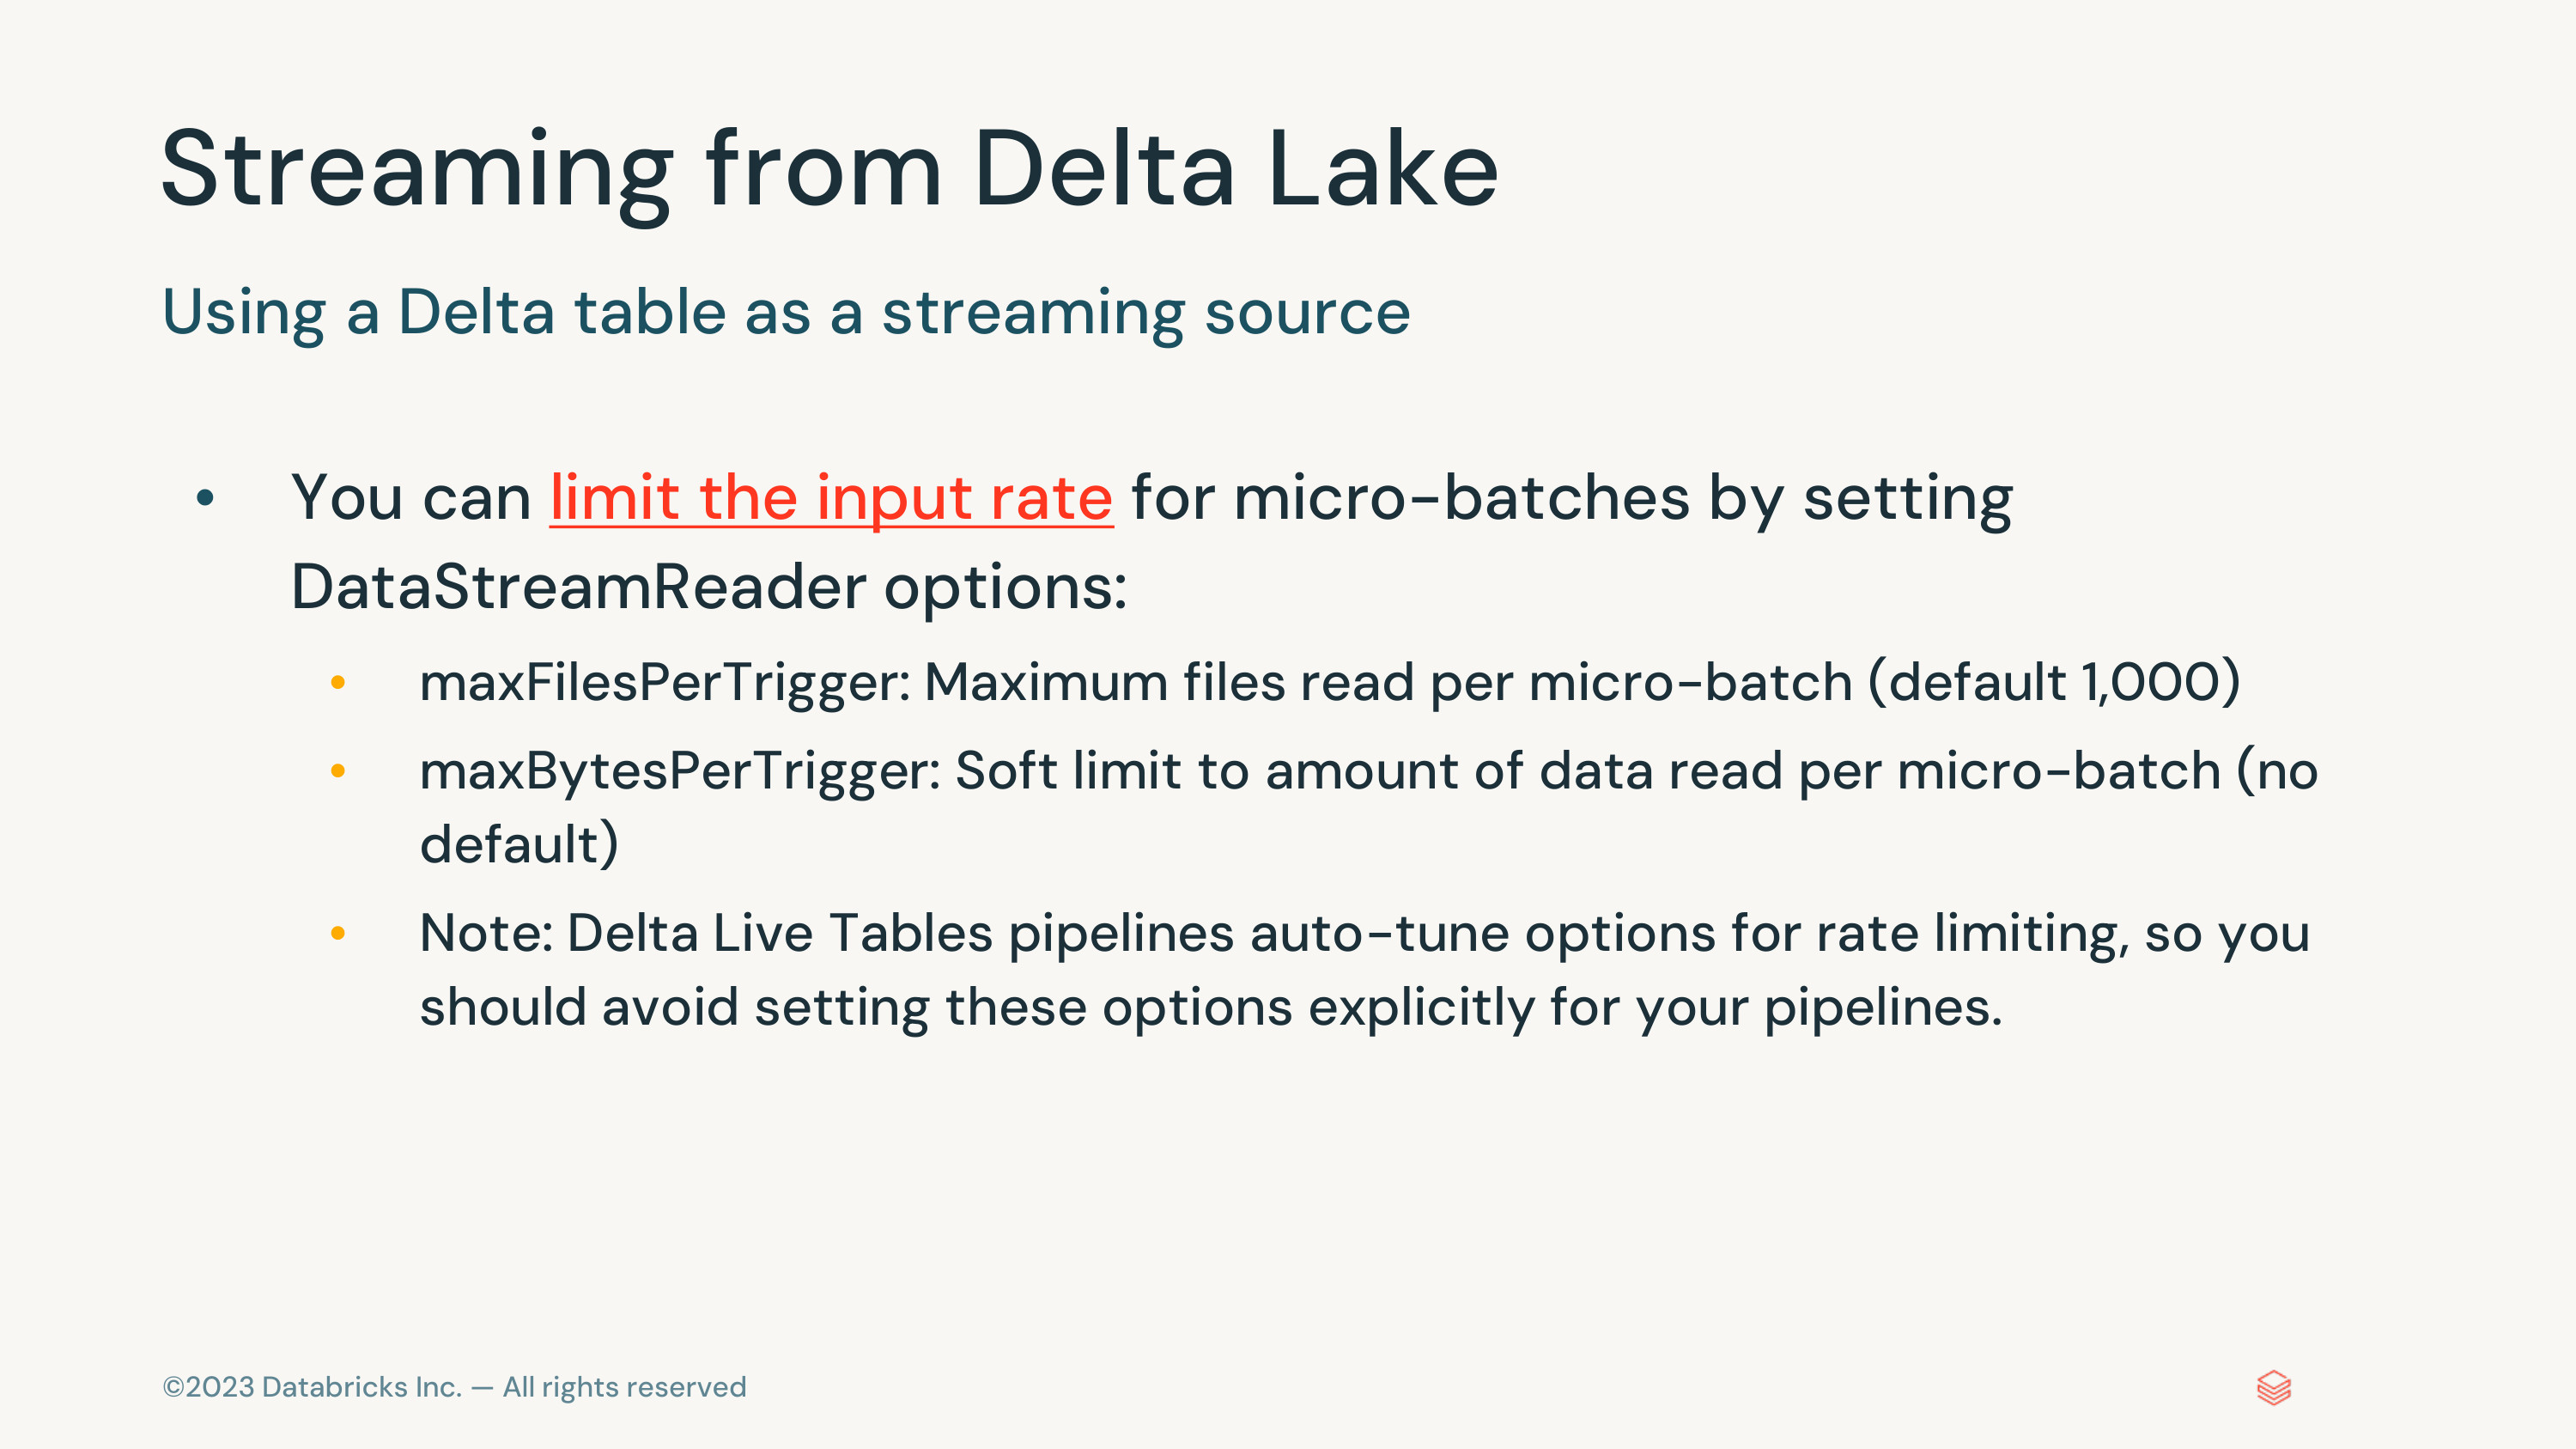 Streaming from Delta Lake
Using a Delta table as a streaming source
• You can limit the input rate for micro-batches by setting
DataStreamReader options:
• maxFilesPerTrigger: Maximum files read per micro-batch (default 1,000)
• maxBytesPerTrigger: Soft limit to amount of data read per micro-batch (no
default)
• Note: Delta Live Tables pipelines auto-tune options for rate limiting, so you
should avoid setting these options explicitly for your pipelines.
©2023 Databricks Inc. — All rights reserved